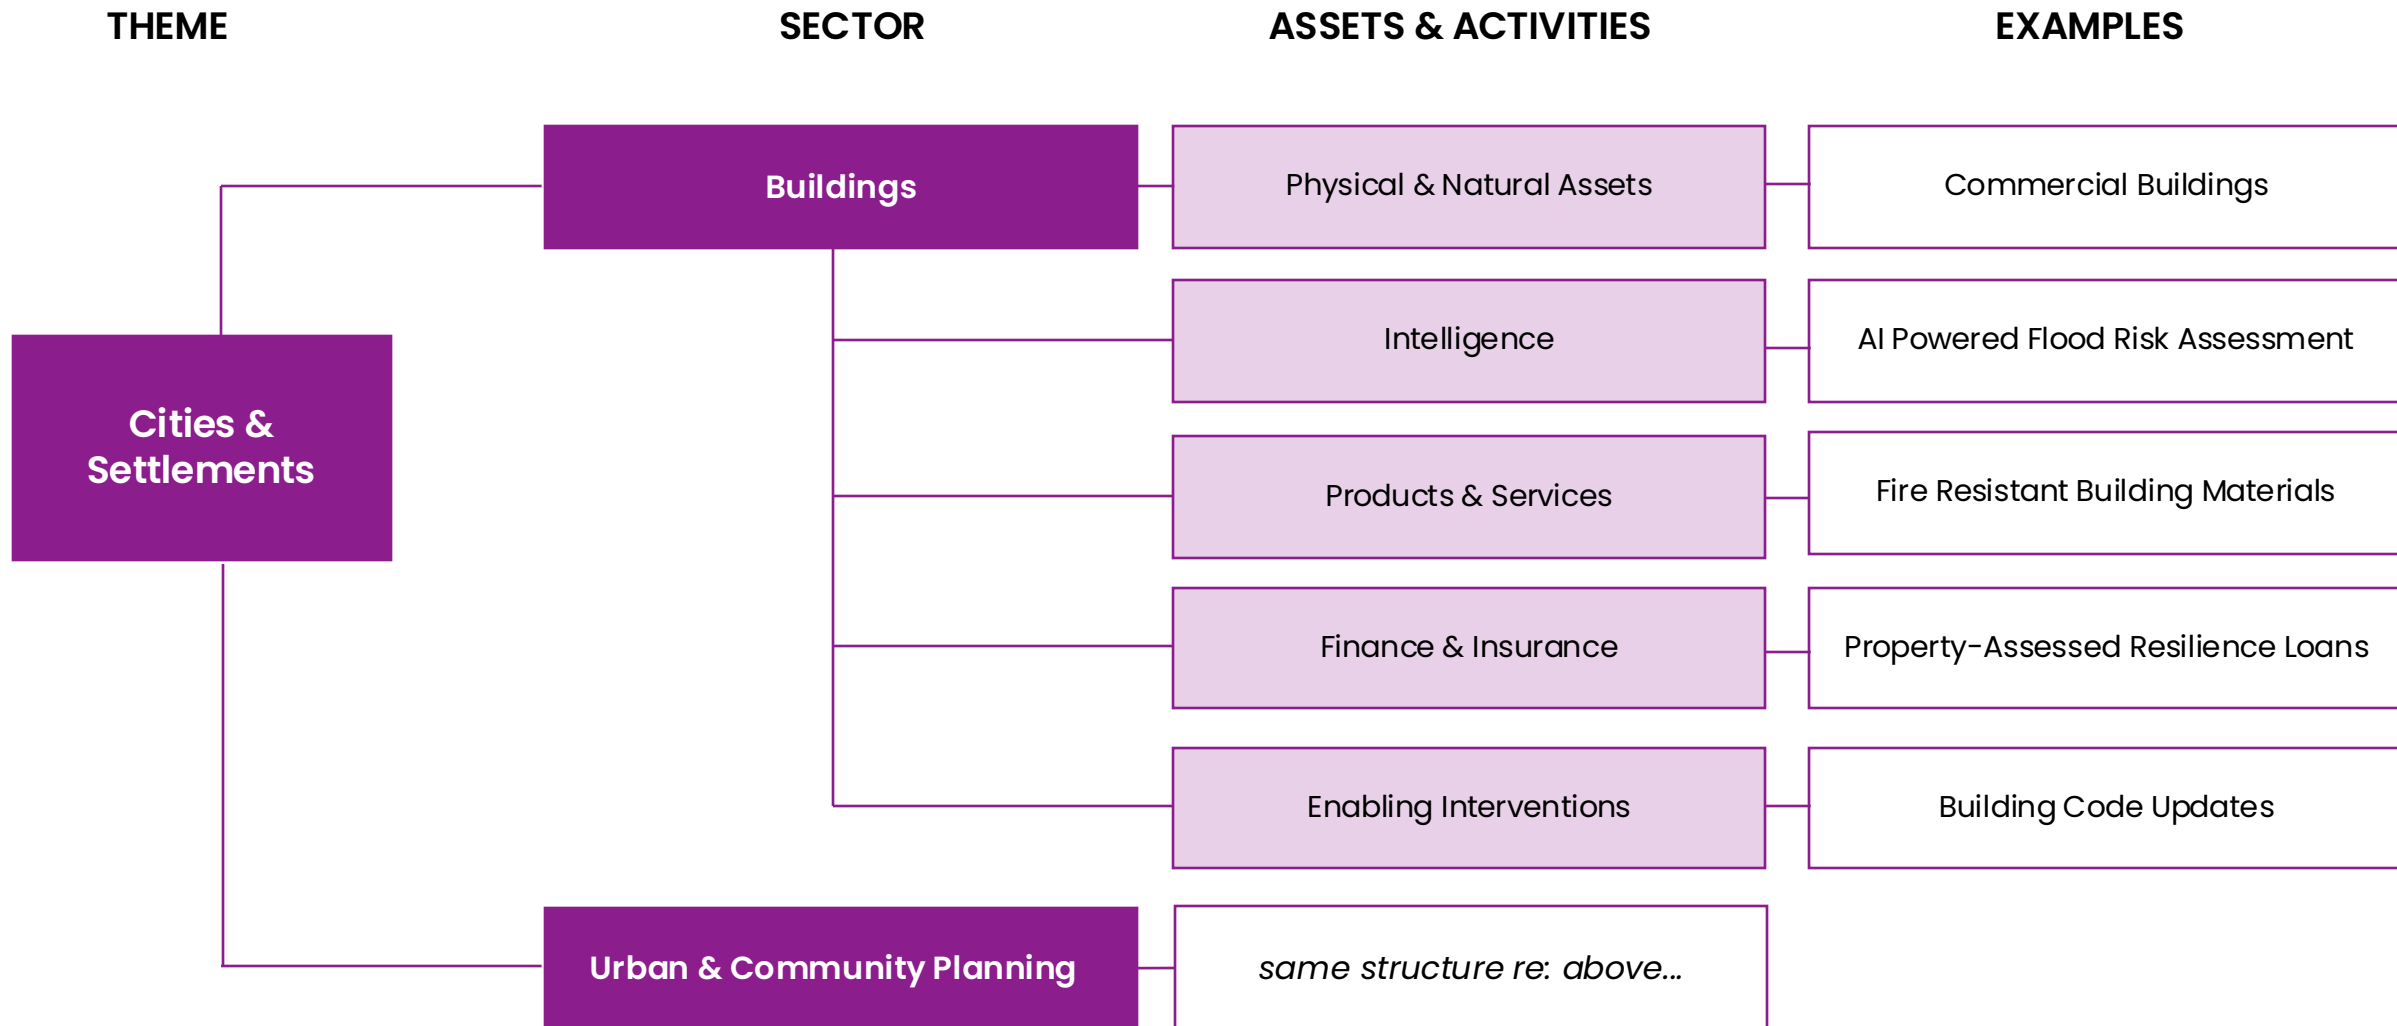 THEME
SECTOR
ASSETS & ACTIVITIES
EXAMPLES
Buildings
Physical & Natural Assets
Commercial Buildings
Intelligence
AI Powered Flood Risk Assessment
Cities &
Settlements
Products & Services
Fire Resistant Building Materials
Finance & Insurance
Property-Assessed Resilience Loans
Enabling Interventions
Building Code Updates
Urban & Community Planning
same structure re: above...